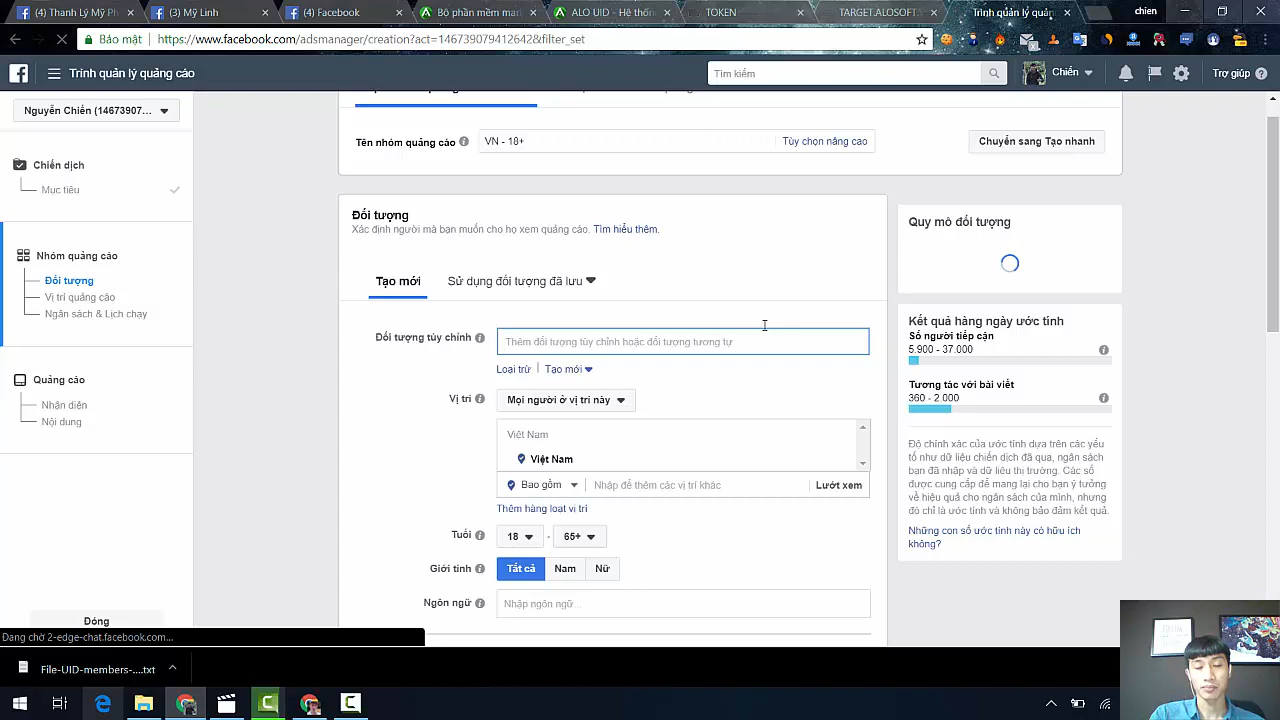 (4) Thanh Lý Mỹ Ph
(3) Mỹ Linh
(4) Facebook
Bộ phần mềm mar
ALO UID - Hệ thốn
TOKEN
TARGET.ALOSOFT.V
Trình quản lý quản
chien
Bảo mật
https://www.facebook.com/adsmanager/creation?act=146739079412642&filter_set
Trình quản lý quảng cáo
Tìm kiếm
Chiến
Trợ giúp
Nguyễn Chiến (14673907...
Chiến dịch
Mục tiêu
Nhóm quảng cáo
Đối tượng
Vị trí quảng cáo
Ngân sách & Lịch chạy
Quảng cáo
Nhận diện
Nội dung
Đóng
Tên nhóm quảng cáo
VN - 18+
Tùy chọn nâng cao
Chuyển sang Tạo nhanh
Đối tượng
Xác định người mà bạn muốn cho họ xem quảng cáo. Tìm hiểu thêm.
Tạo mới
Sử dụng đối tượng đã lưu
Đối tượng tùy chỉnh
Thêm đối tượng tùy chỉnh hoặc đối tượng tương tự
Loại trừ
Tạo mới
Vị trí
Mọi người ở vị trí này
Việt Nam
Việt Nam
Bao gồm
Nhập để thêm các vị trí khác
Lướt xem
Thêm hàng loạt vị trí
Tuổi
18
-
65+
Giới tính
Tất cả
Nam
Nữ
Ngôn ngữ
Nhập ngôn ngữ...
Quy mô đối tượng
Kết quả hàng ngày ước tính
Số người tiếp cận
5.900 - 37.000
Tương tác với bài viết
360 - 2.000
Độ chính xác của ước tính dựa trên các yếu
tố như dữ liệu chiến dịch đã qua, ngân sách
bạn đã nhập và dữ liệu thị trường. Các số
được cung cấp để mang lại cho bạn ý tưởng
về hiệu quả cho ngân sách của mình, nhưng
đó chỉ là ước tính và không bảo đảm kết quả.
Những con số ước tính này có hữu ích
không?
Đang chờ 2-edge-chat.facebook.com...
File-UID-members-....txt